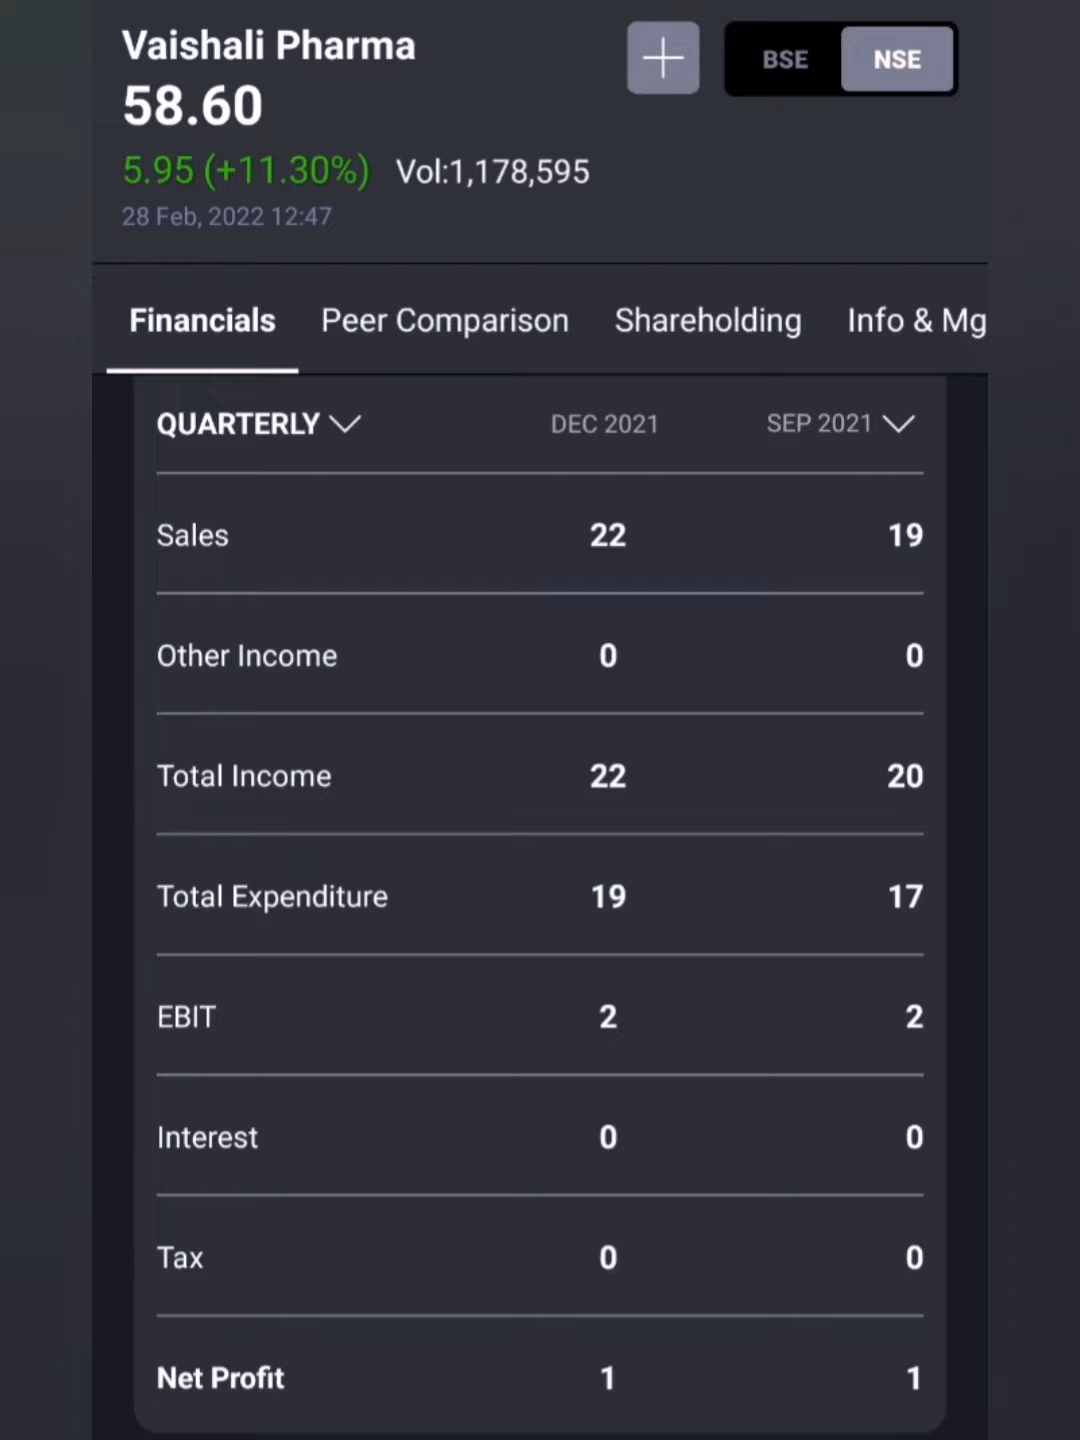 Vaishali Pharma
58.60
5.95 (+11.30%) Vol:1,178,595
28 Feb, 2022 12:47
BSE NSE
Financials Peer Comparison Shareholding Info & Mg
QUARTERLY DEC 2021 SEP 2021
Sales 22 19
Other Income 0 0
Total Income 22 20
Total Expenditure 19 17
EBIT 2 2
Interest 0 0
Tax 0 0
Net Profit 1 1